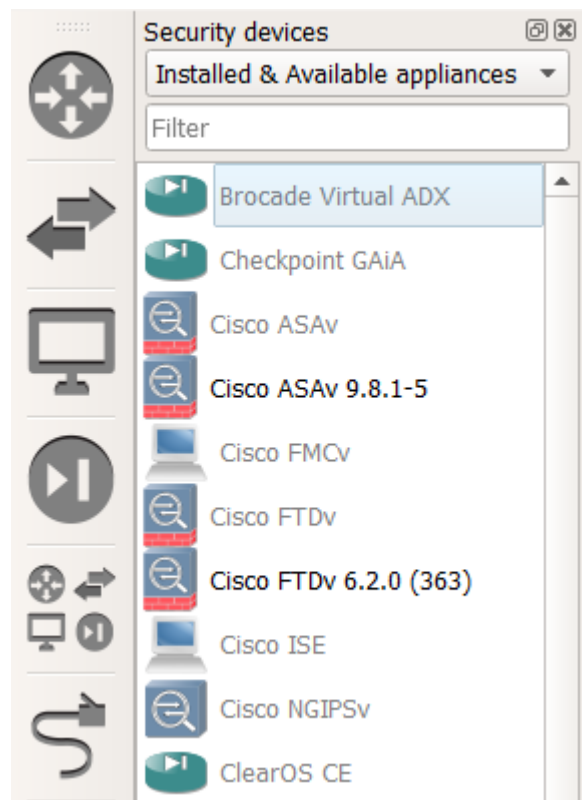 Security devices
Installed & Available appliances
Filter
Brocade Virtual ADX
Checkpoint GAiA
Cisco ASAv
Cisco ASAv 9.8.1-5
Cisco FMCv
Cisco FTDv
Cisco FTDv 6.2.0 (363)
Cisco ISE
Cisco NGIPSv
ClearOS CE